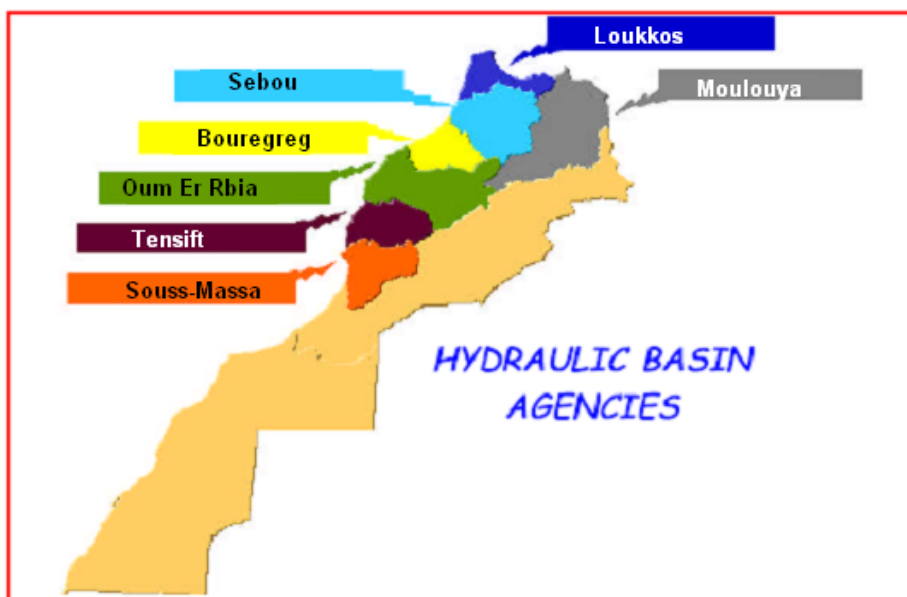 Loukkos
Sebou
Moulouya
Bouregreg
Oum Er Rbia
Tensift
Souss-Massa
HYDRAULIC BASIN
AGENCIES